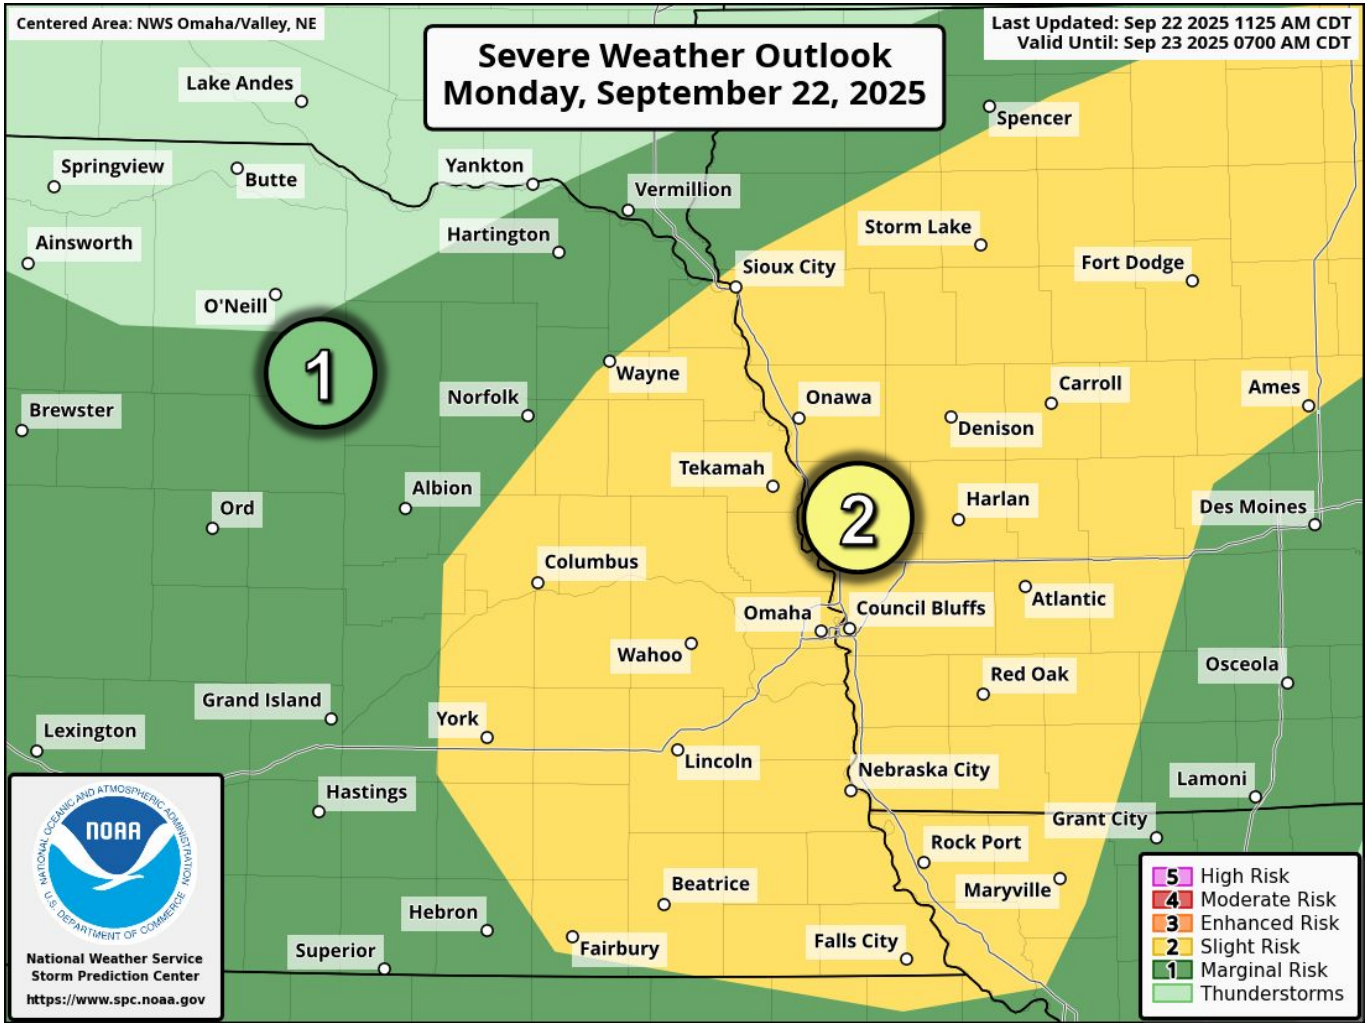 Centered Area: NWS Omaha/Valley, NE
Severe Weather Outlook
Monday, September 22, 2025
Last Updated: Sep 22 2025 1125 AM CDT
Valid Until: Sep 23 2025 0700 AM CDT
Lake Andes
Spencer
Springview
Butte
Yankton
Vermillion
Ainsworth
Hartington
Storm Lake
Sioux City
Fort Dodge
O'Neill
1
Wayne
Brewster
Norfolk
Onawa
Denison
Carroll
Ames
Tekamah
Ord
Albion
2
Harlan
Des Moines
Columbus
Omaha
Council Bluffs
Atlantic
Wahoo
Red Oak
Osceola
Grand Island
York
Lexington
Lincoln
Nebraska City
Lamoni
Hastings
Grant City
Rock Port
Beatrice
Maryville
Hebron
Superior
Fairbury
Falls City
NATIONAL OCEANIC AND ATMOSPHERIC ADMINISTRATION
NOAA
U.S. DEPARTMENT OF COMMERCE
National Weather Service
Storm Prediction Center
https://www.spc.noaa.gov
5 High Risk
4 Moderate Risk
3 Enhanced Risk
2 Slight Risk
1 Marginal Risk
Thunderstorms